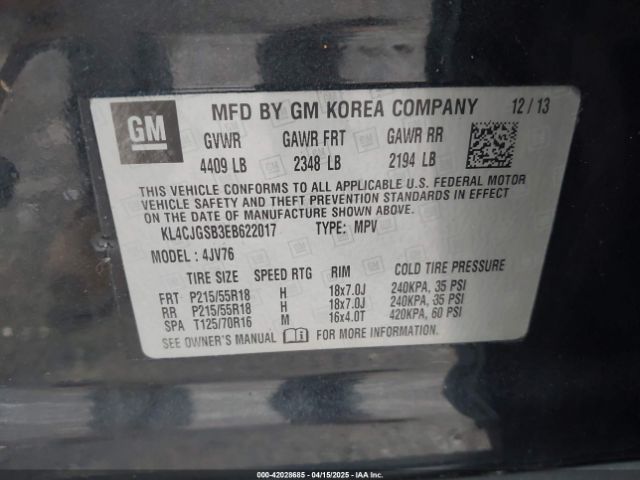 GM
MFD BY GM KOREA COMPANY 12 / 13
GVWR GAWR FRT GAWR RR
4409 LB 2348 LB 2194 LB
THIS VEHICLE CONFORMS TO ALL APPLICABLE U.S. FEDERAL MOTOR
VEHICLE SAFETY AND THEFT PREVENTION STANDARDS IN EFFECT
ON THE DATE OF MANUFACTURE SHOWN ABOVE.
KL4CJGSB3EB622017 TYPE: MPV
MODEL : 4JV76
TIRE SIZE SPEED RTG RIM COLD TIRE PRESSURE
FRT P215/55R18 H 18x7.0J 240KPA, 35 PSI
RR P215/55R18 H 18x7.0J 240KPA, 35 PSI
SPA T125/70R16 M 16x4.0T 420KPA, 60 PSI
SEE OWNER'S MANUAL i FOR MORE INFORMATION.
000-42028685 - 04/15/2025 - IAAI.COM